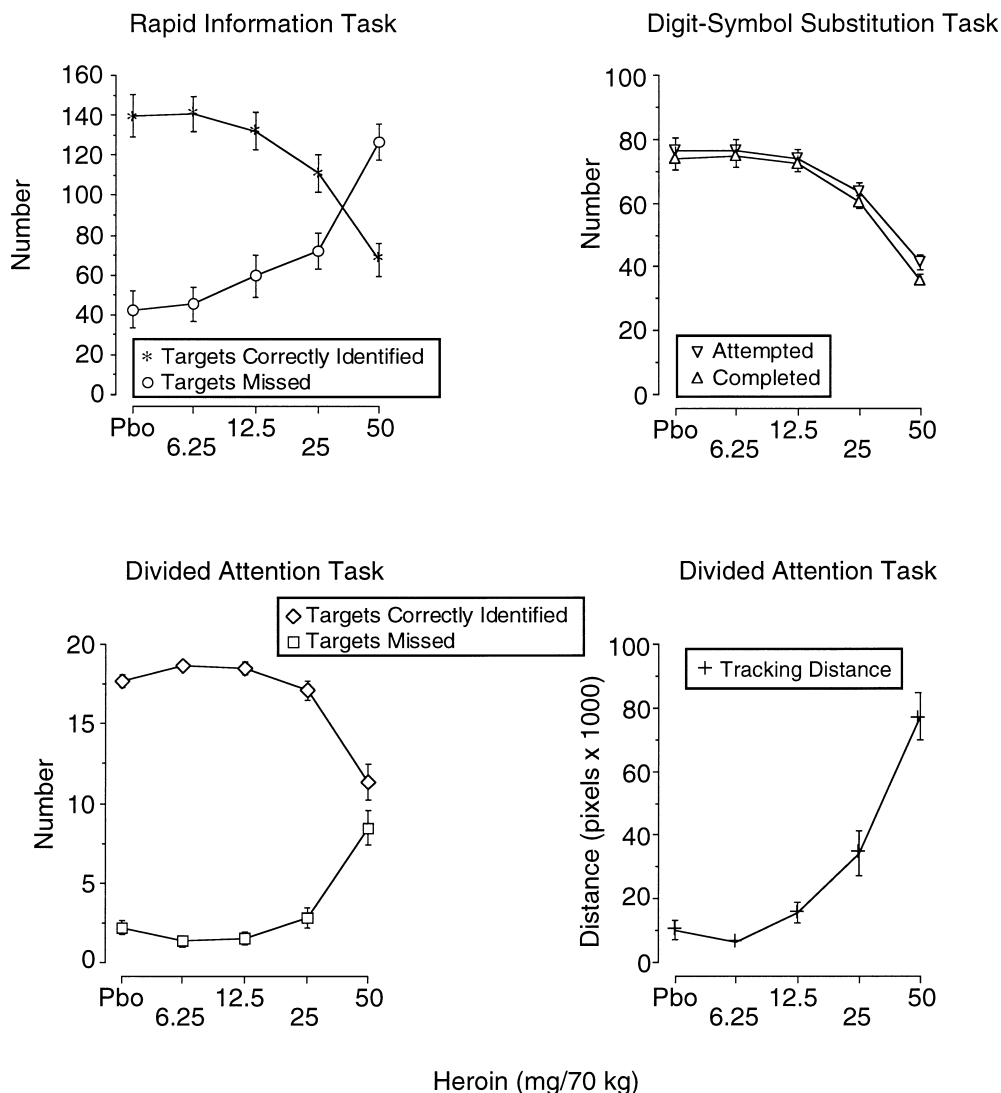 Rapid Information Task
160
140
120
100
80
60
40
20
0
Number
* Targets Correctly Identified
Targets Missed
Pbo
6.25
12.5
25
50
Digit-Symbol Substitution Task
100
80
60
40
20
0
Number
Attempted
Completed
Pbo
6.25
12.5
25
50
Divided Attention Task
Targets Correctly Identified
Targets Missed
20
15
10
5
0
Number
Pbo
6.25
12.5
25
50
Divided Attention Task
100
80
60
40
20
0
Distance (pixels x 1000)
Tracking Distance
Pbo
6.25
12.5
25
50
Heroin (mg/70 kg)